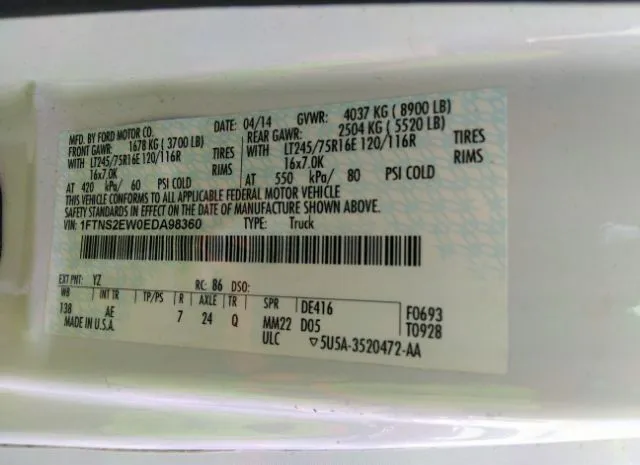 MFD. BY FORD MOTOR CO. DATE: 04/14 GVWR: 4037 KG ( 8900 LB)
FRONT GAWR: 1678 KG ( 3700 LB) REAR GAWR: 2504 KG ( 5520 LB)
WITH LT245/75R16E 120/116R TIRES WITH LT245/75R16E 120/116R TIRES
16x7.0K RIMS 16x7.0K RIMS
AT 420 kPa/ 60 PSI COLD AT 550 kPa/ 80 PSI COLD
THIS VEHICLE CONFORMS TO ALL APPLICABLE FEDERAL MOTOR VEHICLE
SAFETY STANDARDS IN EFFECT ON THE DATE OF MANUFACTURE SHOWN ABOVE.
VIN: 1FTNS2EW0EDA98360 TYPE: Truck
EXT PNT: YZ RC: 86 DSO:
WB INT TR TP/PS R AXLE TR SPR DE416 F0693
138 AE 7 24 Q MM22 D05 T0928
MADE IN U.S.A. ULC ▽5U5A-3520472-AA